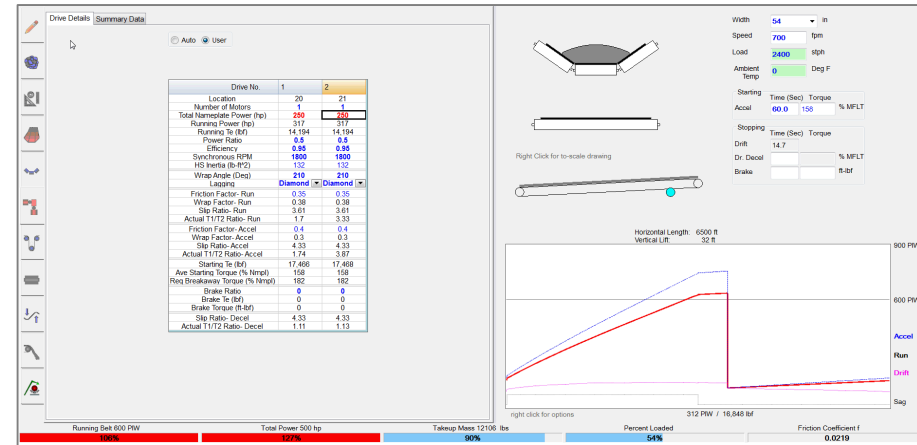 Drive Details Summary Data
Auto User
Drive No. 1 2
Location 20 21
Number of Motors 1 1
Total Nameplate Power (hp) 250 250
Running Power (hp) 317 317
Running Te (lbf) 14,194 14,194
Power Ratio 0.5 0.5
Efficiency 0.95 0.95
Synchronous RPM 1800 1800
HS Inertia (lb-ft^2) 132 132
Wrap Angle (Deg) 210 210
Lagging Diamond Diamond
Friction Factor- Run 0.35 0.35
Wrap Factor- Run 0.38 0.38
Slip Ratio- Run 3.61 3.61
Actual T1/T2 Ratio- Run 1.7 3.33
Friction Factor- Accel 0.4 0.4
Wrap Factor- Accel 0.3 0.3
Slip Ratio- Accel 4.33 4.33
Actual T1/T2 Ratio- Accel 1.74 3.87
Starting Te (lbf) 17,466 17,468
Ave Starting Torque (% Nmpl) 158 158
Req Breakaway Torque (% Nmpl) 182 182
Brake Ratio 0 0
Brake Te (lbf) 0 0
Brake Torque (ft-lbf) 0 0
Slip Ratio- Decel 4.33 4.33
Actual T1/T2 Ratio- Decel 1.11 1.13
Width 54 in
Speed 700 fpm
Load 2400 stph
Ambient Temp 0 Deg F
Starting
Time (Sec) Torque
Accel 60.0 158 % MFLT
Stopping
Time (Sec) Torque
Drift 14.7
Dr. Decel % MFLT
Brake ft-lbf
Right Click for to-scale drawing
Horizontal Length: 6500 ft
Vertical Lift: 32 ft
900 PIW
600 PIW
Accel
Run
Drift
Sag
right click for options
312 PIW / 16,848 lbf
Running Belt 600 PIW Total Power 500 hp Takeup Mass 12106 lbs Percent Loaded Friction Coefficient f
106% 127% 90% 54% 0.0219